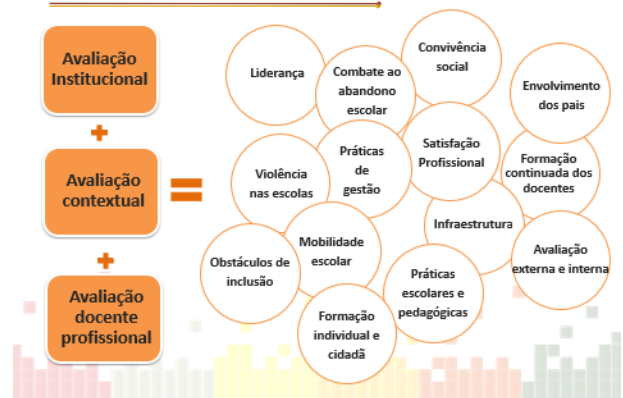 Avaliação
Institucional
+
Avaliação
contextual
+
Avaliação
docente
profissional
=
Liderança
Combate ao
abandono
escolar
Convivência
social
Envolvimento
dos pais
Violência
nas escolas
Práticas
de
gestão
Satisfação
Profissional
Formação
continuada dos
docentes
Obstáculos de
inclusão
Mobilidade
escolar
Infraestrutura
Avaliação
externa e interna
Práticas
escolares e
pedagógicas
Formação
individual e
cidadã